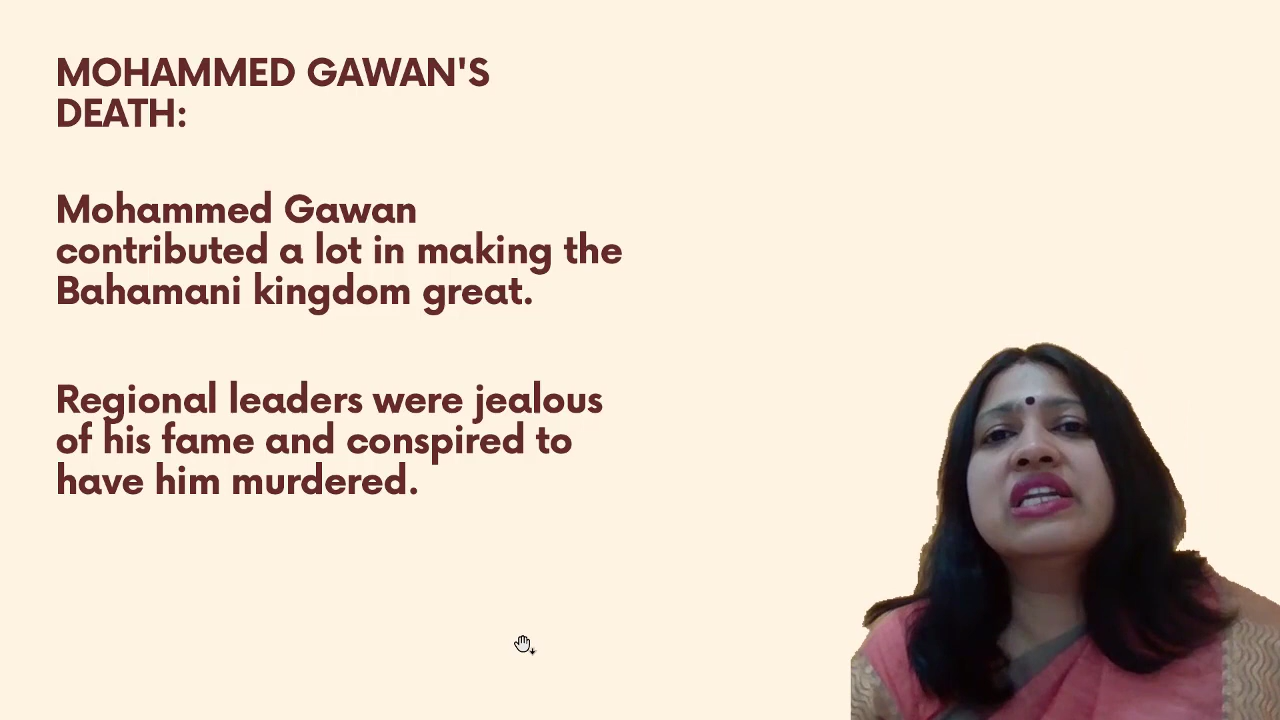 MOHAMMED GAWAN'S
DEATH:
Mohammed Gawan
contributed a lot in making the
Bahamani kingdom great.
Regional leaders were jealous
of his fame and conspired to
have him murdered.